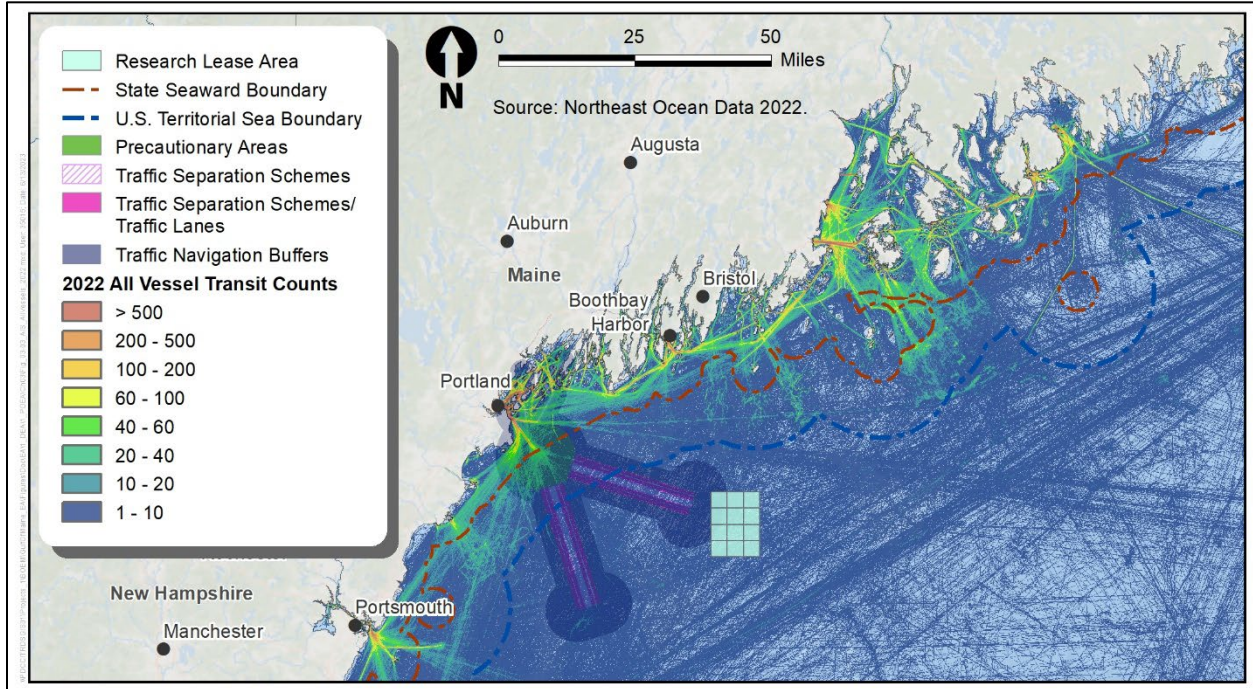 Research Lease Area
State Seaward Boundary
U.S. Territorial Sea Boundary
Precautionary Areas
Traffic Separation Schemes
Traffic Separation Schemes/
Traffic Lanes
Traffic Navigation Buffers
2022 All Vessel Transit Counts
> 500
200 - 500
100 - 200
60 - 100
40 - 60
20 - 40
10 - 20
1 - 10
N
0 25 50
Miles
Source: Northeast Ocean Data 2022.
Augusta
Auburn
Maine
Bristol
Boothbay
Harbor
Portland
New Hampshire
Portsmouth
Manchester